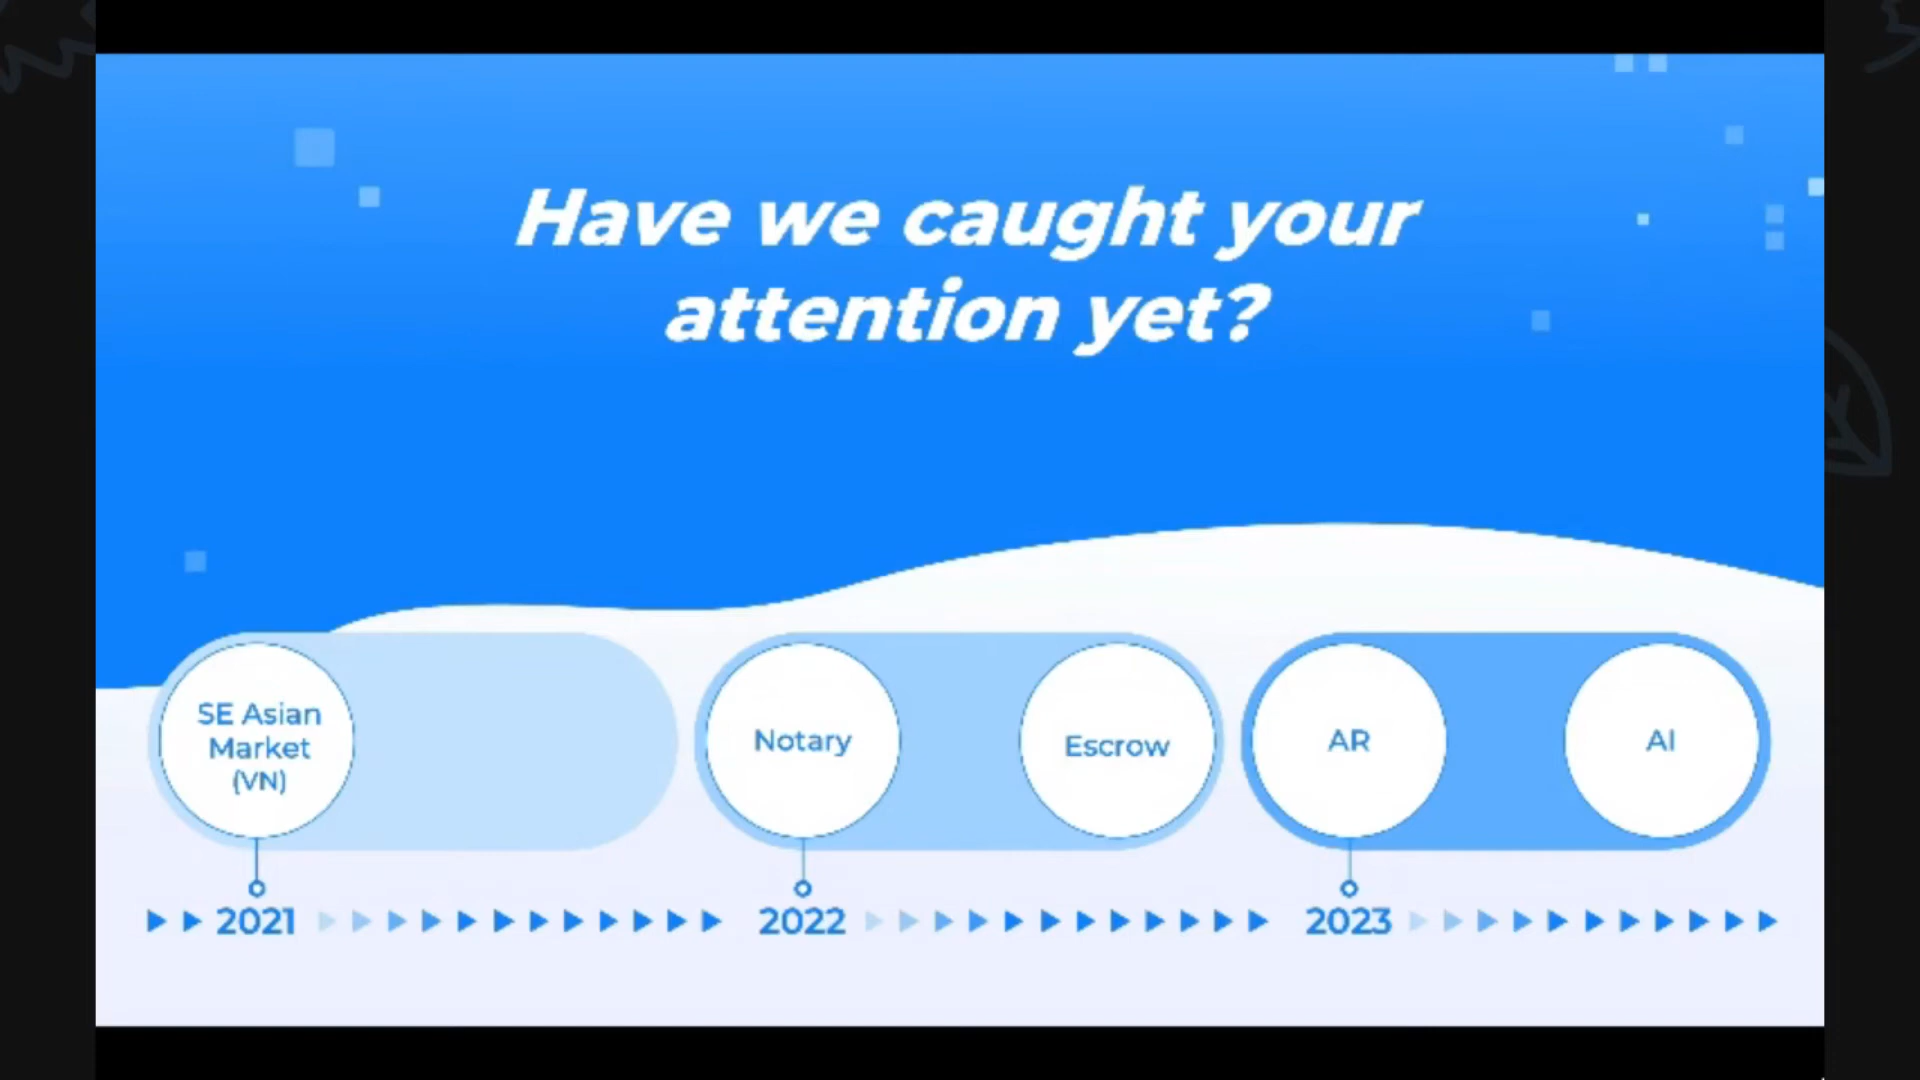 Have we caught your
attention yet?
SE Asian
Market
(VN)
Notary
Escrow
AR
AI
2021
2022
2023